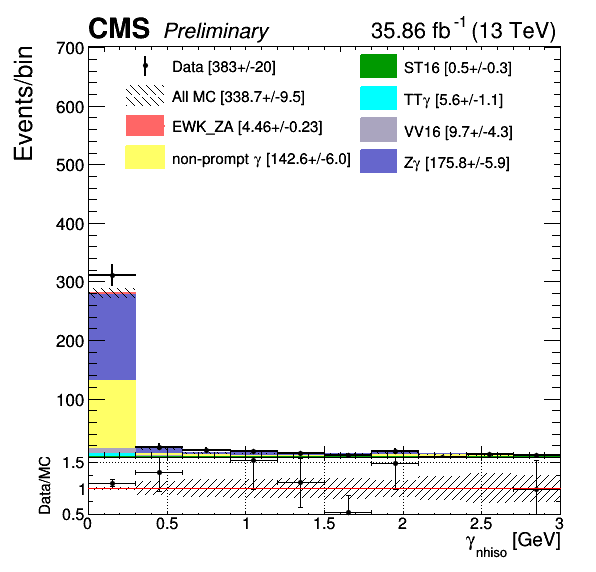 CMS Preliminary 35.86 fb⁻¹ (13 TeV)
Events/bin
700
600
500
400
300
200
100
Data [383+/-20]
All MC [338.7+/-9.5]
EWK_ZA [4.46+/-0.23]
non-prompt γ [142.6+/-6.0]
ST16 [0.5+/-0.3]
TTγ [5.6+/-1.1]
VV16 [9.7+/-4.3]
Zγ [175.8+/-5.9]
Data/MC
1.5
1
0.5
0 0.5 1 1.5 2 2.5 3
γnhiso [GeV]